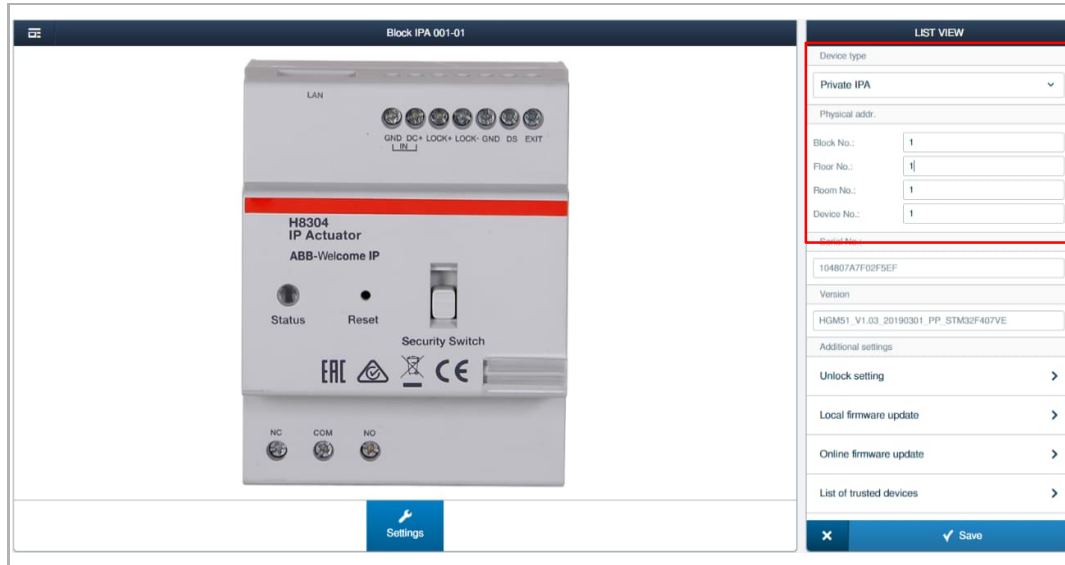 Block IPA 001-01
LAN
GND DC+ LOCK+ LOCK- GND DS EXIT
IN
H8304
IP Actuator
ABB-Welcome IP
Status
Reset
Security Switch
EAC
CE
NC COM NO
Settings
LIST VIEW
Device type
Private IPA
Physical addr.
Block No.: 1
Floor No.: 1
Room No.: 1
Device No.: 1
Serial No.:
104807A7F02F5EF
Version
HGM51_V1.03_20190301_PP_STM32F407VE
Additional settings
Unlock setting
Local firmware update
Online firmware update
List of trusted devices
Save